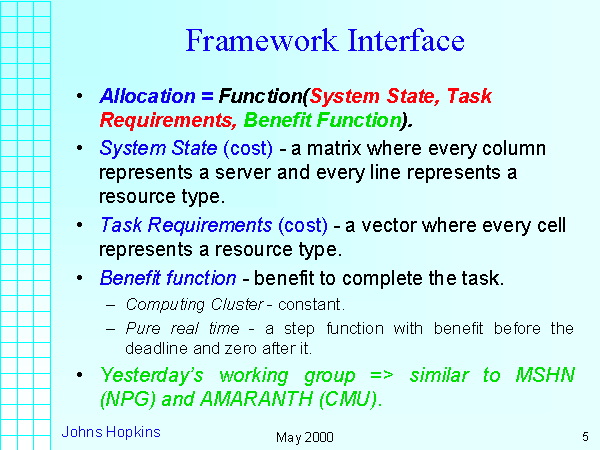 Framework Interface
• Allocation = Function(System State, Task
Requirements, Benefit Function).
• System State (cost) - a matrix where every column
represents a server and every line represents a
resource type.
• Task Requirements (cost) - a vector where every cell
represents a resource type.
• Benefit function - benefit to complete the task.
– Computing Cluster - constant.
– Pure real time - a step function with benefit before the
deadline and zero after it.
• Yesterday’s working group => similar to MSHN
(NPG) and AMARANTH (CMU).
Johns Hopkins
May 2000
5